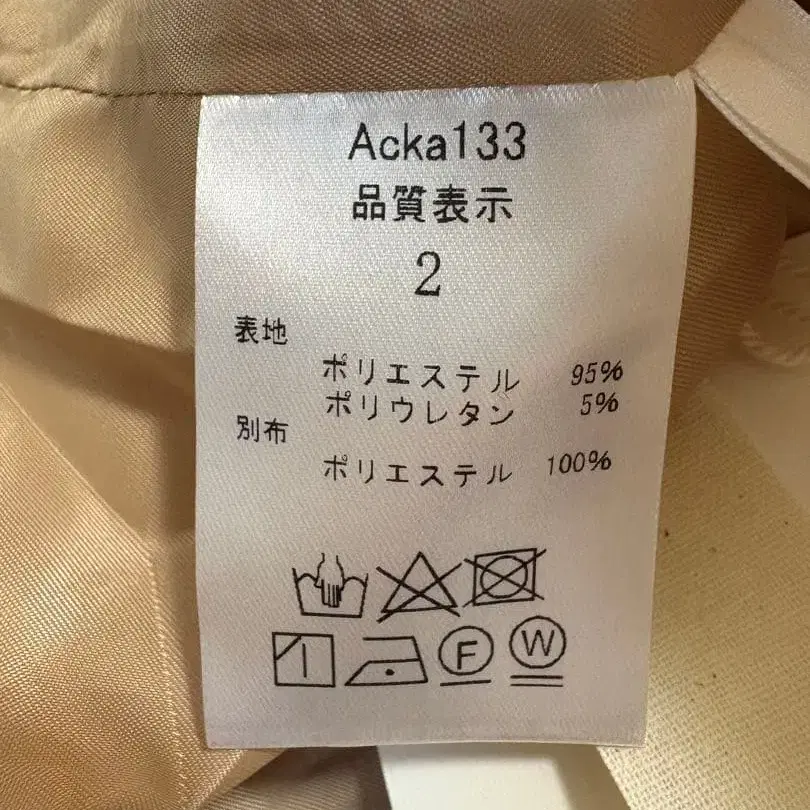 Acka133
品質表示
2
表地
ポリエステル 95%
ポリウレタン 5%
別布
ポリエステル 100%
F
W